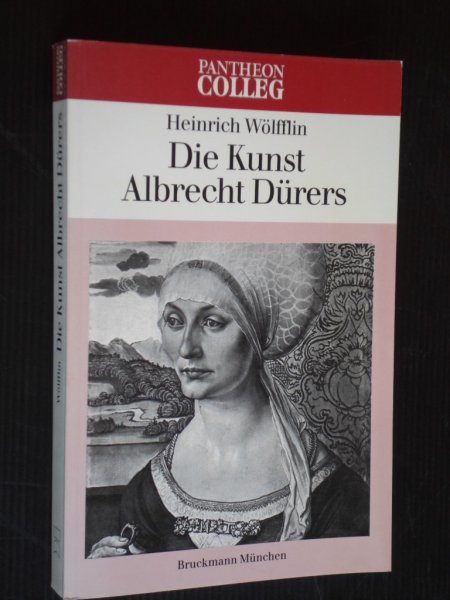 PANTHEON
COLLEG
Heinrich Wölfflin
Die Kunst
Albrecht Dürers
Bruckmann München
Wölfflin Die Kunst Albrecht Dürers